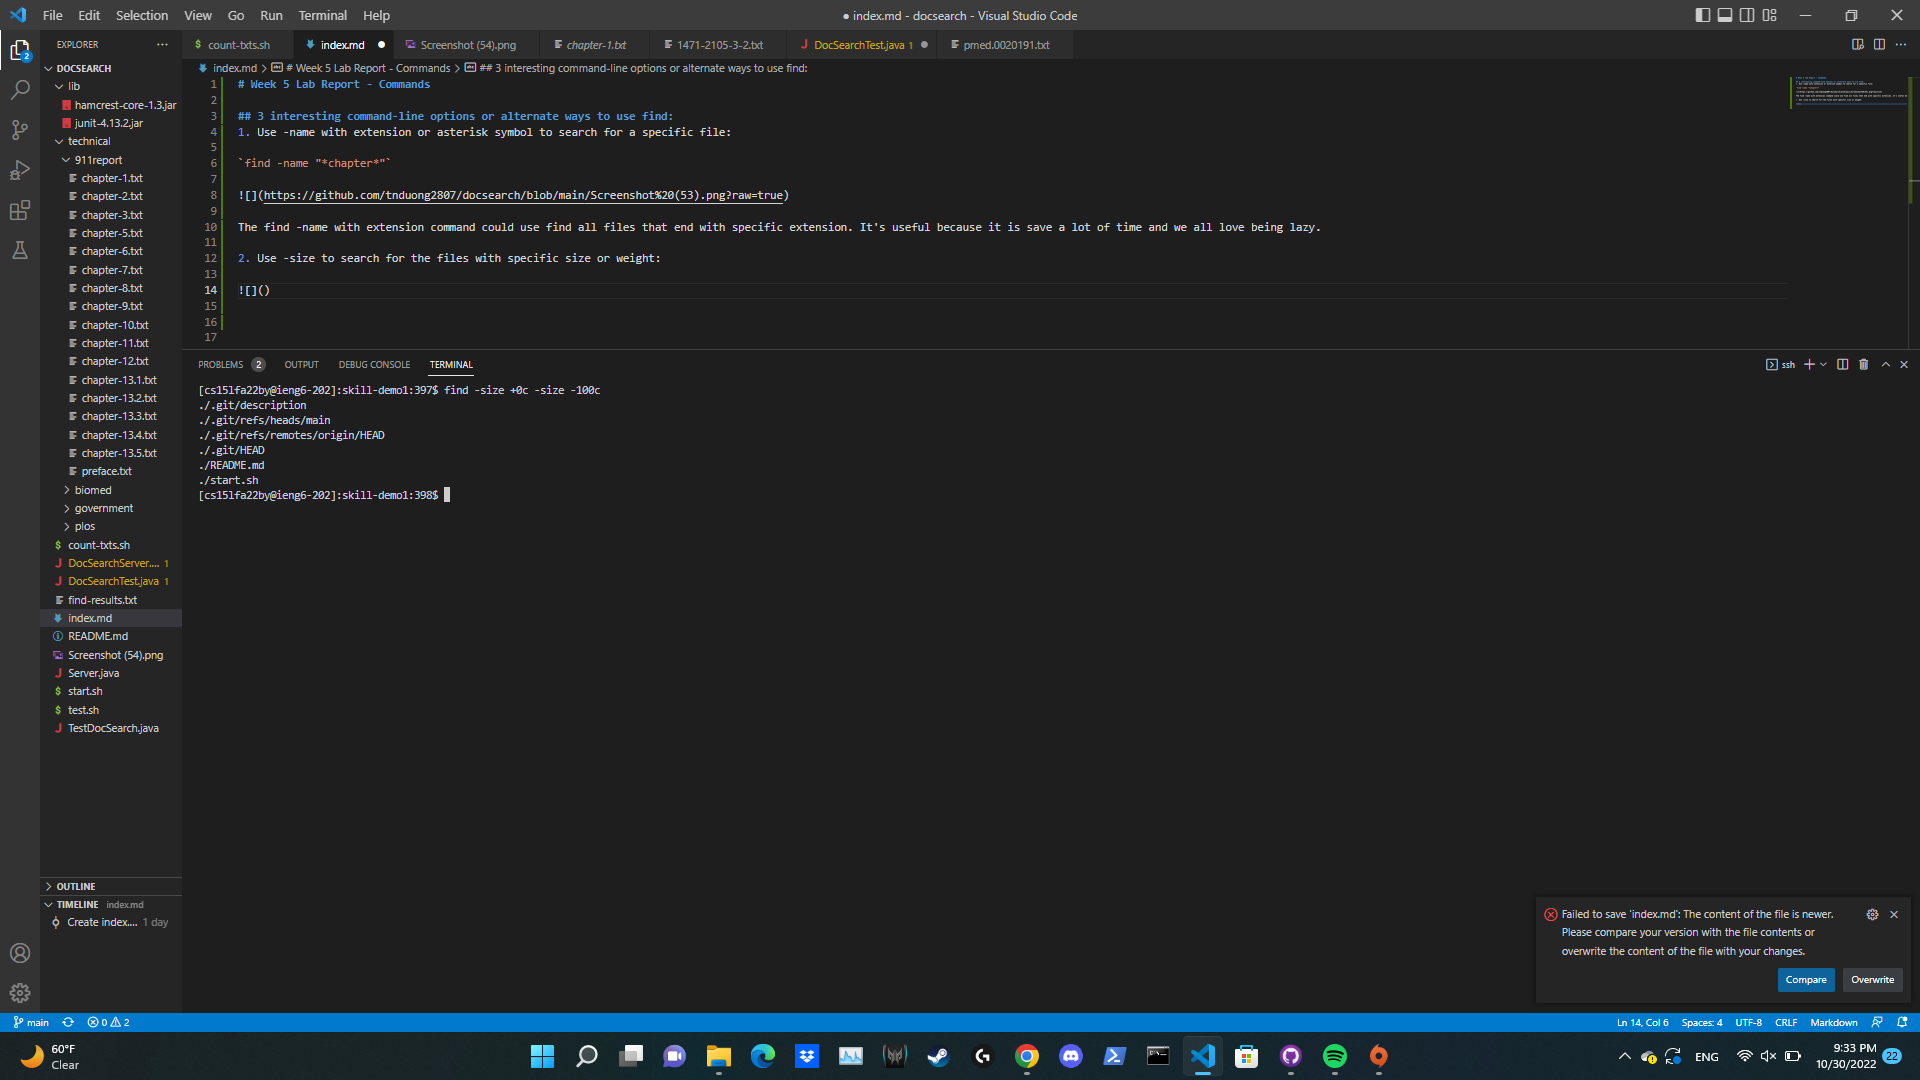 File Edit Selection View Go Run Terminal Help
● index.md - docsearch - Visual Studio Code
2
EXPLORER
DOCSEARCH
lib
hamcrest-core-1.3.jar
junit-4.13.2.jar
technical
911report
chapter-1.txt
chapter-2.txt
chapter-3.txt
chapter-5.txt
chapter-6.txt
chapter-7.txt
chapter-8.txt
chapter-9.txt
chapter-10.txt
chapter-11.txt
chapter-12.txt
chapter-13.1.txt
chapter-13.2.txt
chapter-13.3.txt
chapter-13.4.txt
chapter-13.5.txt
preface.txt
biomed
government
plos
$ count-txts.sh
J DocSearchServer.... 1
J DocSearchTest.java 1
find-results.txt
index.md
README.md
Screenshot (54).png
J Server.java
$ start.sh
$ test.sh
J TestDocSearch.java
OUTLINE
TIMELINE index.md
Create index.... 1 day
$ count-txts.sh index.md ● Screenshot (54).png chapter-1.txt 1471-2105-3-2.txt J DocSearchTest.java 1 ● pmed.0020191.txt
index.md > # Week 5 Lab Report - Commands > ## 3 interesting command-line options or alternate ways to use find:
1 # Week 5 Lab Report - Commands
2
3 ## 3 interesting command-line options or alternate ways to use find:
4 1. Use -name with extension or asterisk symbol to search for a specific file:
5
6 `find -name "*chapter*"`
7
8 ![](https://github.com/tnduong2807/docsearch/blob/main/Screenshot%20(53).png?raw=true)
9
10 The find -name with extension command could use find all files that end with specific extension. It's useful because it is save a lot of time and we all love being lazy.
11
12 2. Use -size to search for the files with specific size or weight:
13
14 ![]()
15
16
17
PROBLEMS 2 OUTPUT DEBUG CONSOLE TERMINAL
ssh
[cs15lfa22by@ieng6-202]:skill-demo1:397$ find -size +0c -size -100c
./.git/description
./.git/refs/heads/main
./.git/refs/remotes/origin/HEAD
./.git/HEAD
./README.md
./start.sh
[cs15lfa22by@ieng6-202]:skill-demo1:398$
Failed to save 'index.md': The content of the file is newer.
Please compare your version with the file contents or
overwrite the content of the file with your changes.
Compare Overwrite
main 0 2
Ln 14, Col 6 Spaces: 4 UTF-8 CRLF Markdown
60°F
Clear
ENG
9:33 PM
10/30/2022
22